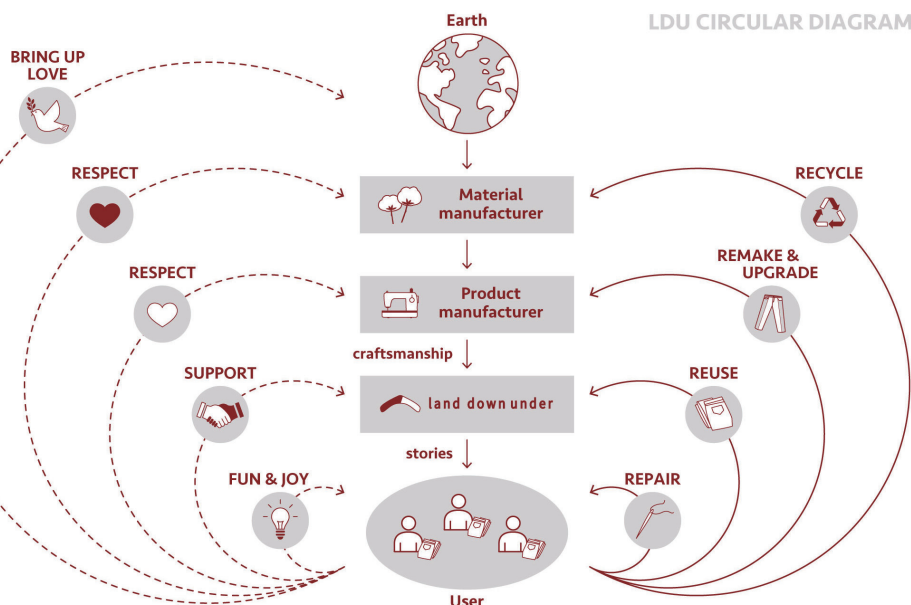 LDU CIRCULAR DIAGRAM
Earth
BRING UP
LOVE
RESPECT
Material
manufacturer
RECYCLE
RESPECT
Product
manufacturer
REMAKE &
UPGRADE
craftsmanship
SUPPORT
land down under
REUSE
stories
FUN & JOY
REPAIR
User